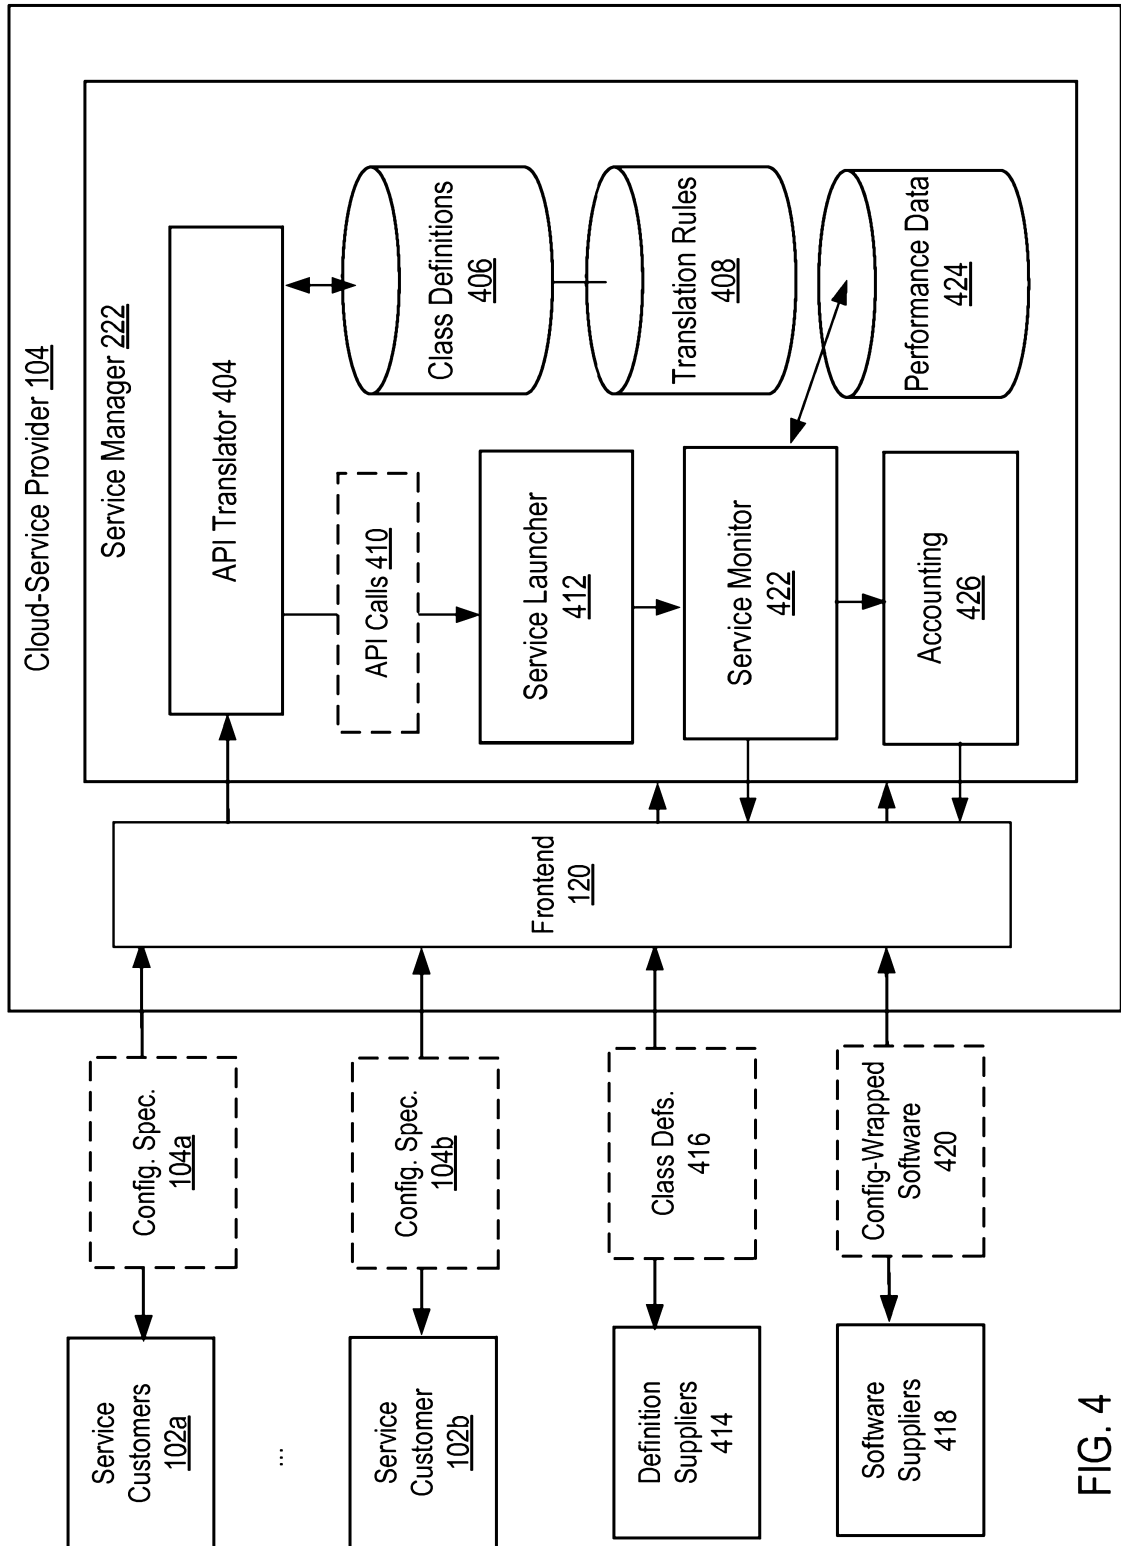 Cloud-Service Provider 104
Service Manager 222
API Translator 404
API Calls 410
Class Definitions
406
Service Launcher
412
Translation Rules
408
Service Monitor
422
Performance Data
424
Accounting
426
Frontend
120
Config. Spec.
104a
Config. Spec.
104b
Class Defs.
416
Config-Wrapped
Software
420
Service
Customers
102a
...
Service
Customer
102b
Definition
Suppliers
414
Software
Suppliers
418
FIG. 4